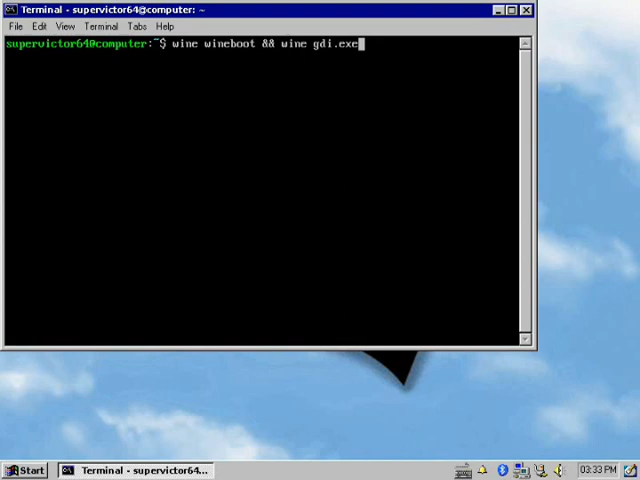 Terminal - supervictor64@computer: ~
File Edit View Terminal Tabs Help
supervictor64@computer:~$ wine wineboot && wine gdi.exe
Start
Terminal - supervictor64...
03:33 PM